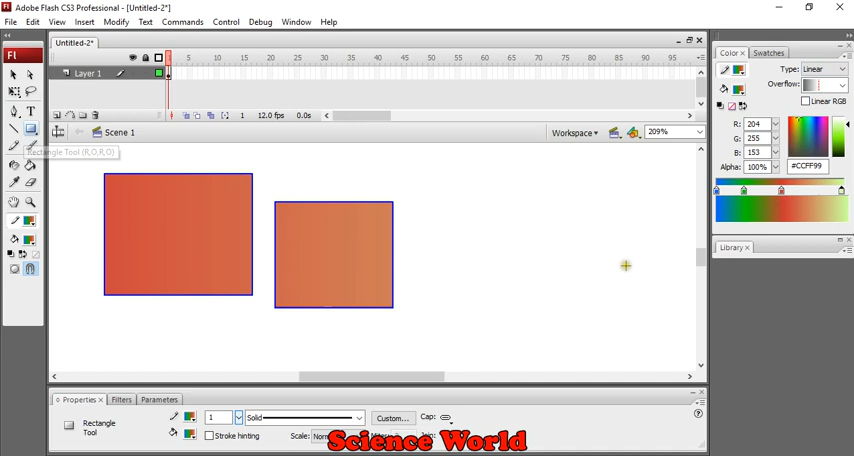 Adobe Flash CS3 Professional - [Untitled-2*]
File Edit View Insert Modify Text Commands Control Debug Window Help
Untitled-2*
Fl
5 10 15 20 25 30 35 40 45 50 55 60 65 70 75 80 85 90 95
Layer 1
1 12.0 fps 0.0s
Scene 1
Workspace
209%
Rectangle Tool (R,O,R,O)
Color Swatches
Type: Linear
Overflow:
Linear RGB
R: 204
G: 255
B: 153
Alpha: 100%
#CCFF99
Library
Properties Filters Parameters
Rectangle
Tool
1
Solid
Custom...
Cap:
Stroke hinting
Scale:
Science World